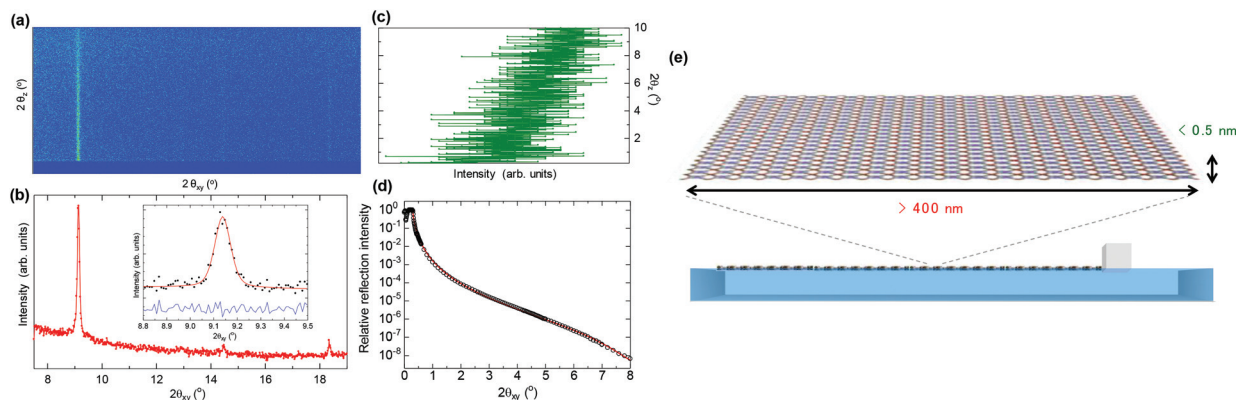 (a)
2 θz (°)
2 θxy (°)
(b)
Intensity (arb. units)
8
10
12
14
16
18
2θxy (°)
Intensity (arb. units)
8.8
8.9
9.0
9.1
9.2
9.3
9.4
9.5
2θxy (°)
(c)
10
8
6
4
2
2θz (°)
Intensity (arb. units)
(d)
Relative reflection intensity
10⁰
10⁻¹
10⁻²
10⁻³
10⁻⁴
10⁻⁵
10⁻⁶
10⁻⁷
10⁻⁸
0
1
2
3
4
5
6
7
8
2θxy (°)
(e)
< 0.5 nm
> 400 nm